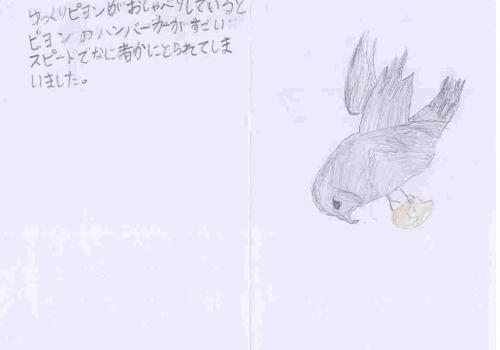 ゆっくりピヨンがおしゃべりしていると
ピヨンのハンバーガーがすごい
スピードでなに者かにとられてしま
いました。